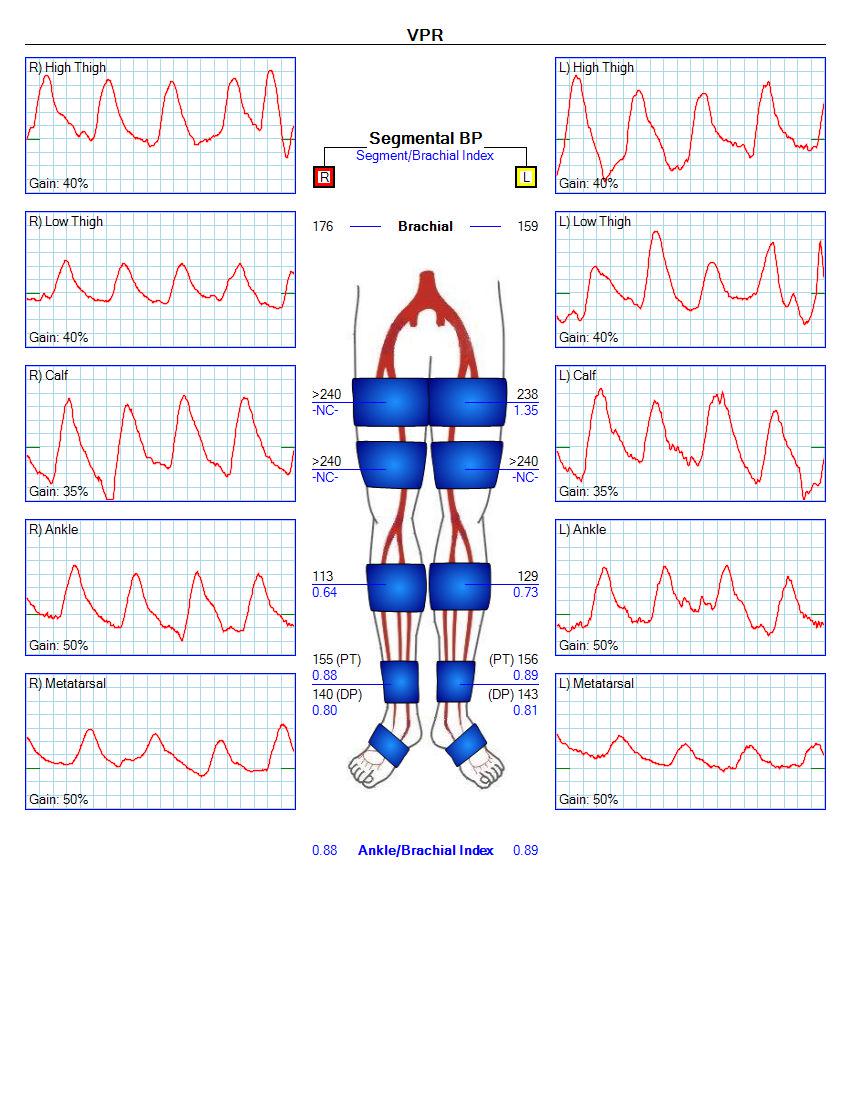 VPR
R) High Thigh
Gain: 40%
R) Low Thigh
Gain: 40%
R) Calf
Gain: 35%
R) Ankle
Gain: 50%
R) Metatarsal
Gain: 50%
Segmental BP
Segment/Brachial Index
R L
176 Brachial 159
>240 238
-NC- 1.35
>240 >240
-NC- -NC-
113 129
0.64 0.73
155 (PT) (PT) 156
0.88 0.89
140 (DP) (DP) 143
0.80 0.81
0.88 Ankle/Brachial Index 0.89
L) High Thigh
Gain: 40%
L) Low Thigh
Gain: 40%
L) Calf
Gain: 35%
L) Ankle
Gain: 50%
L) Metatarsal
Gain: 50%